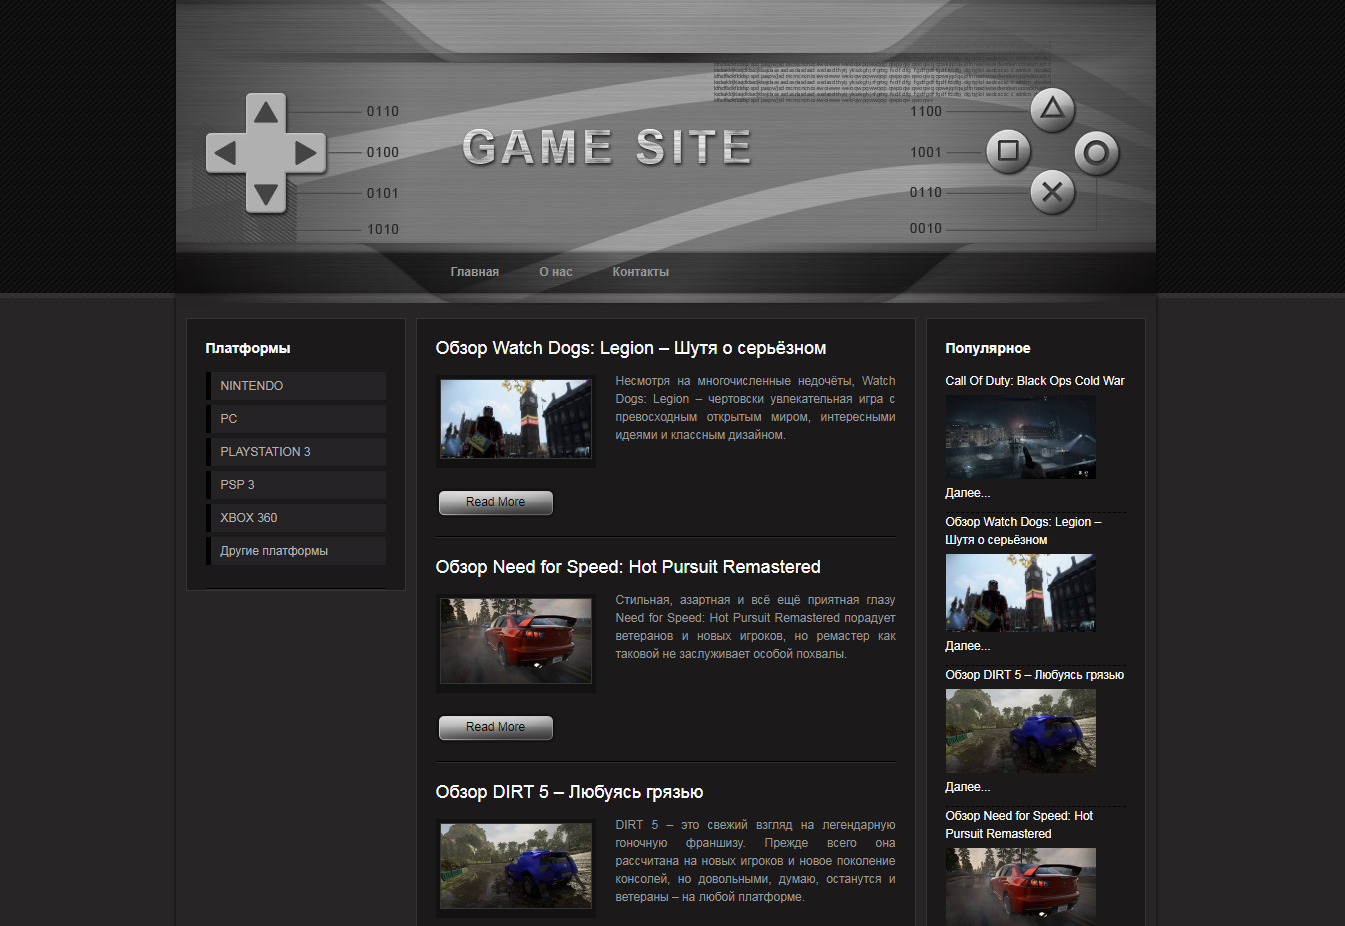 0110
0100
0101
1010
GAME SITE
1100
1001
0110
0010
Главная
О нас
Контакты
Платформы
NINTENDO
PC
PLAYSTATION 3
PSP 3
XBOX 360
Другие платформы
Обзор Watch Dogs: Legion – Шутя о серьёзном
Несмотря на многочисленные недочёты, Watch
Dogs: Legion – чертовски увлекательная игра с
превосходным открытым миром, интересными
идеями и классным дизайном.
Read More
Обзор Need for Speed: Hot Pursuit Remastered
Стильная, азартная и всё ещё приятная глазу
Need for Speed: Hot Pursuit Remastered порадует
ветеранов и новых игроков, но ремастер как
таковой не заслуживает особой похвалы.
Read More
Обзор DIRT 5 – Любуясь грязью
DIRT 5 – это свежий взгляд на легендарную
гоночную франшизу. Прежде всего она
рассчитана на новых игроков и новое поколение
консолей, но довольными, думаю, останутся и
ветераны – на любой платформе.
Популярное
Call Of Duty: Black Ops Cold War
Далее...
Обзор Watch Dogs: Legion –
Шутя о серьёзном
Далее...
Обзор DIRT 5 – Любуясь грязью
Далее...
Обзор Need for Speed: Hot
Pursuit Remastered